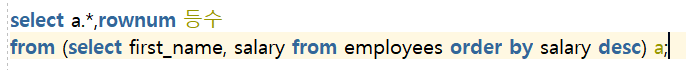 select a.*,rownum 등수
from (select first_name, salary from employees order by salary desc) a;